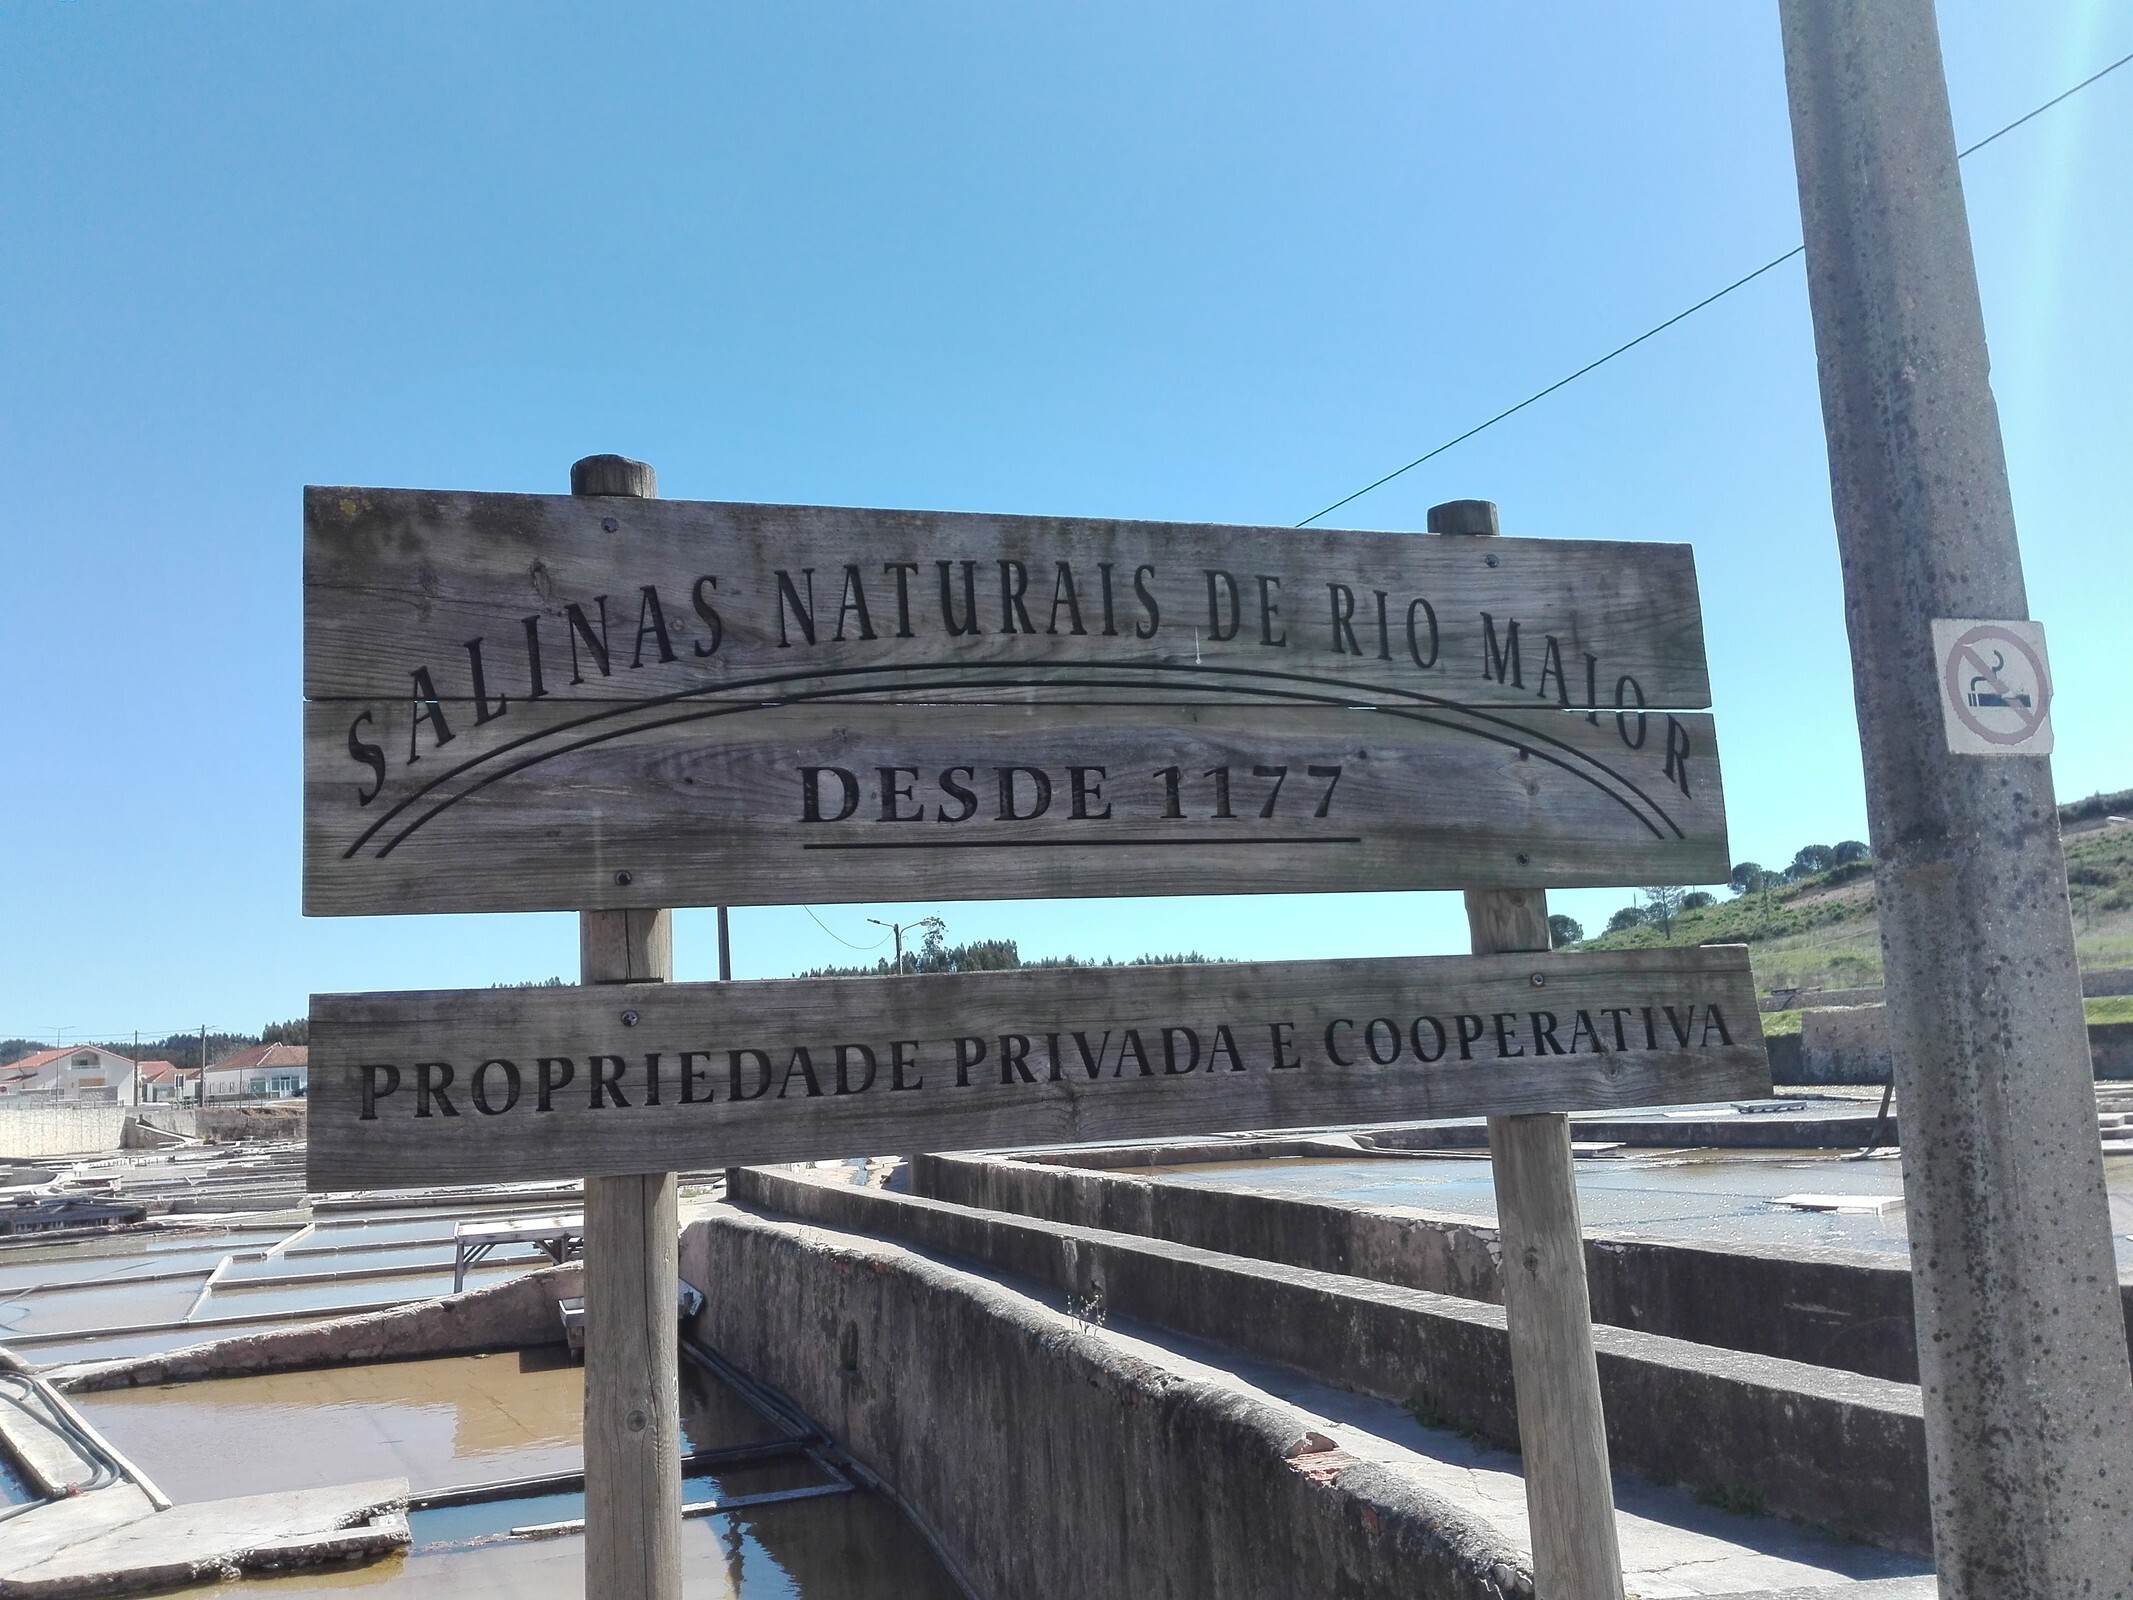 SALINAS NATURAIS DE RIO MAIOR
DESDE 1177
PROPRIEDADE PRIVADA E COOPERATIVA